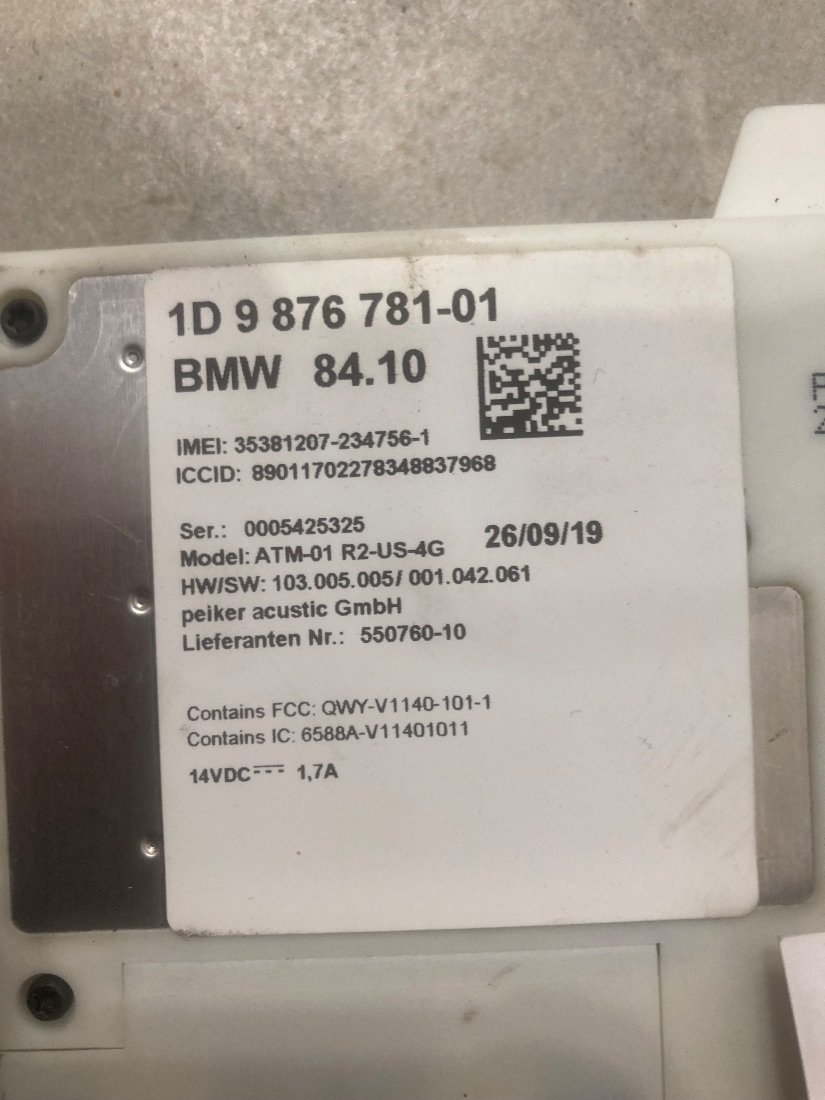 1D 9 876 781-01
BMW 84.10
IMEI: 35381207-234756-1
ICCID: 89011702278348837968
Ser.: 0005425325
26/09/19
Model: ATM-01 R2-US-4G
HW/SW: 103.005.005/ 001.042.061
peiker acustic GmbH
Lieferanten Nr.: 550760-10
Contains FCC: QWY-V1140-101-1
Contains IC: 6588A-V11401011
14VDC 1,7A